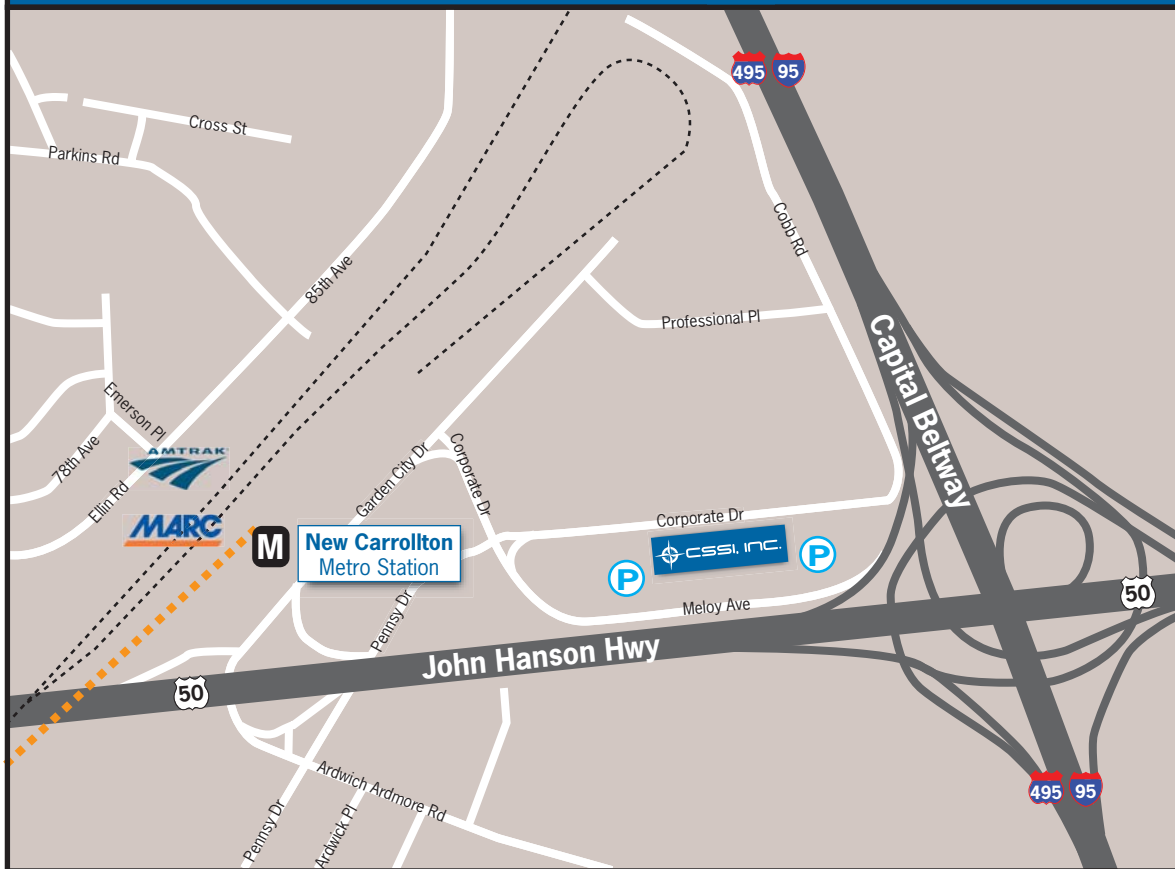 495 95
Cross St
Parkins Rd
Cobb Rd
85th Ave
Professional Pl
Capital Beltway
Emerson Pl
78th Ave
AMTRAK
Ellin Rd
Garden City Dr
Corporate Dr
MARC
Corporate Dr
M
New Carrollton
Metro Station
CSSI, INC.
P
P
Pennsy Dr
Meloy Ave
50
John Hanson Hwy
50
Ardwich Ardmore Rd
495 95
Pennsy Dr
Ardwick Pl